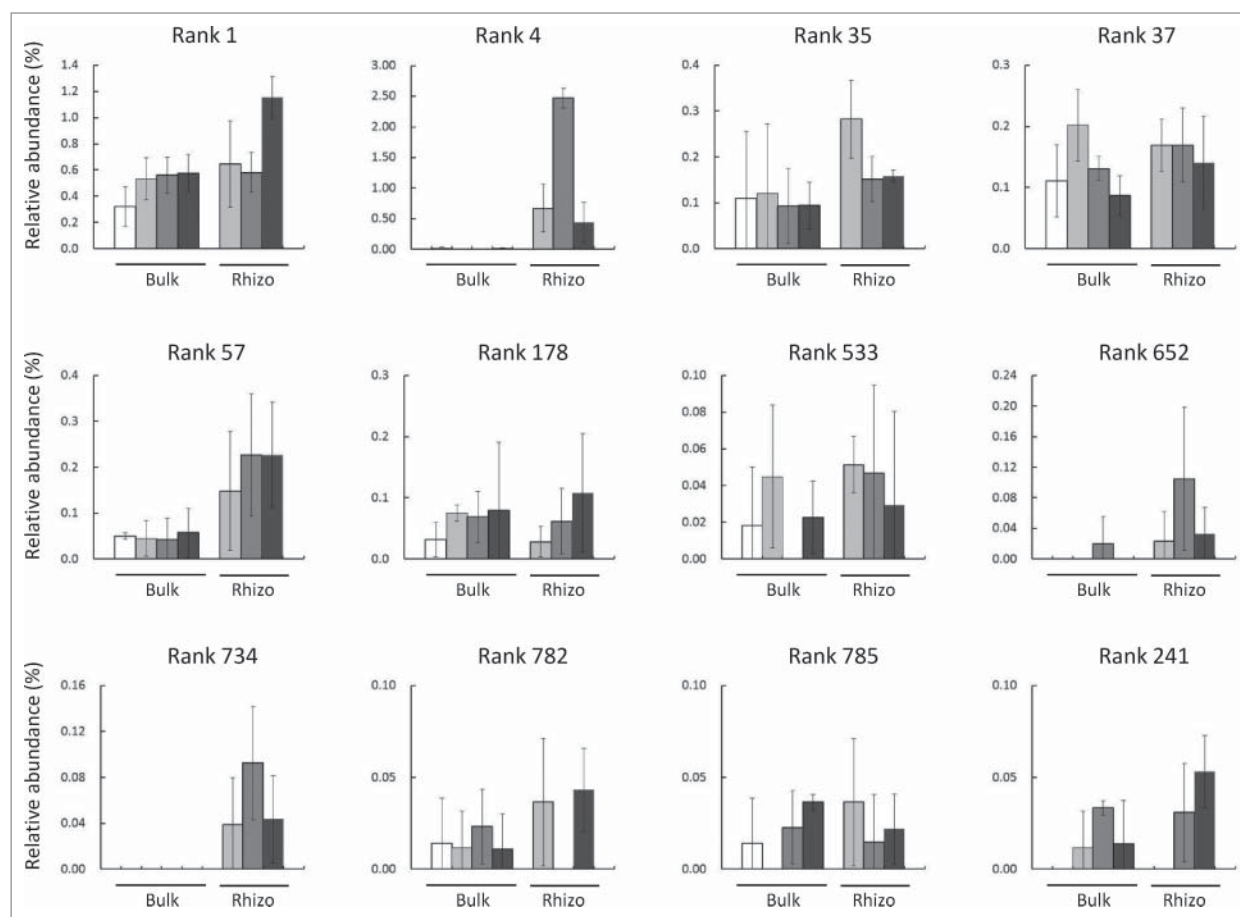 Rank 1 Rank 4 Rank 35 Rank 37
Relative abundance (%)
1.4 3.00 0.4 0.3
1.2 2.50
1.0 2.00 0.3 0.2
0.8
0.6 1.50 0.2
0.4 1.00 0.1 0.1
0.2 0.50
0.0 0.00 0.0 0.0
Bulk Rhizo Bulk Rhizo Bulk Rhizo Bulk Rhizo
Rank 57 Rank 178 Rank 533 Rank 652
Relative abundance (%)
0.4 0.3 0.10 0.24
0.3 0.08 0.20
0.2 0.06 0.16
0.2 0.12
0.1 0.04 0.08
0.1 0.02 0.04
0.0 0.0 0.00 0.00
Bulk Rhizo Bulk Rhizo Bulk Rhizo Bulk Rhizo
Rank 734 Rank 782 Rank 785 Rank 241
Relative abundance (%)
0.16 0.10 0.10 0.10
0.12
0.08 0.05 0.05 0.05
0.04
0.00 0.00 0.00 0.00
Bulk Rhizo Bulk Rhizo Bulk Rhizo Bulk Rhizo